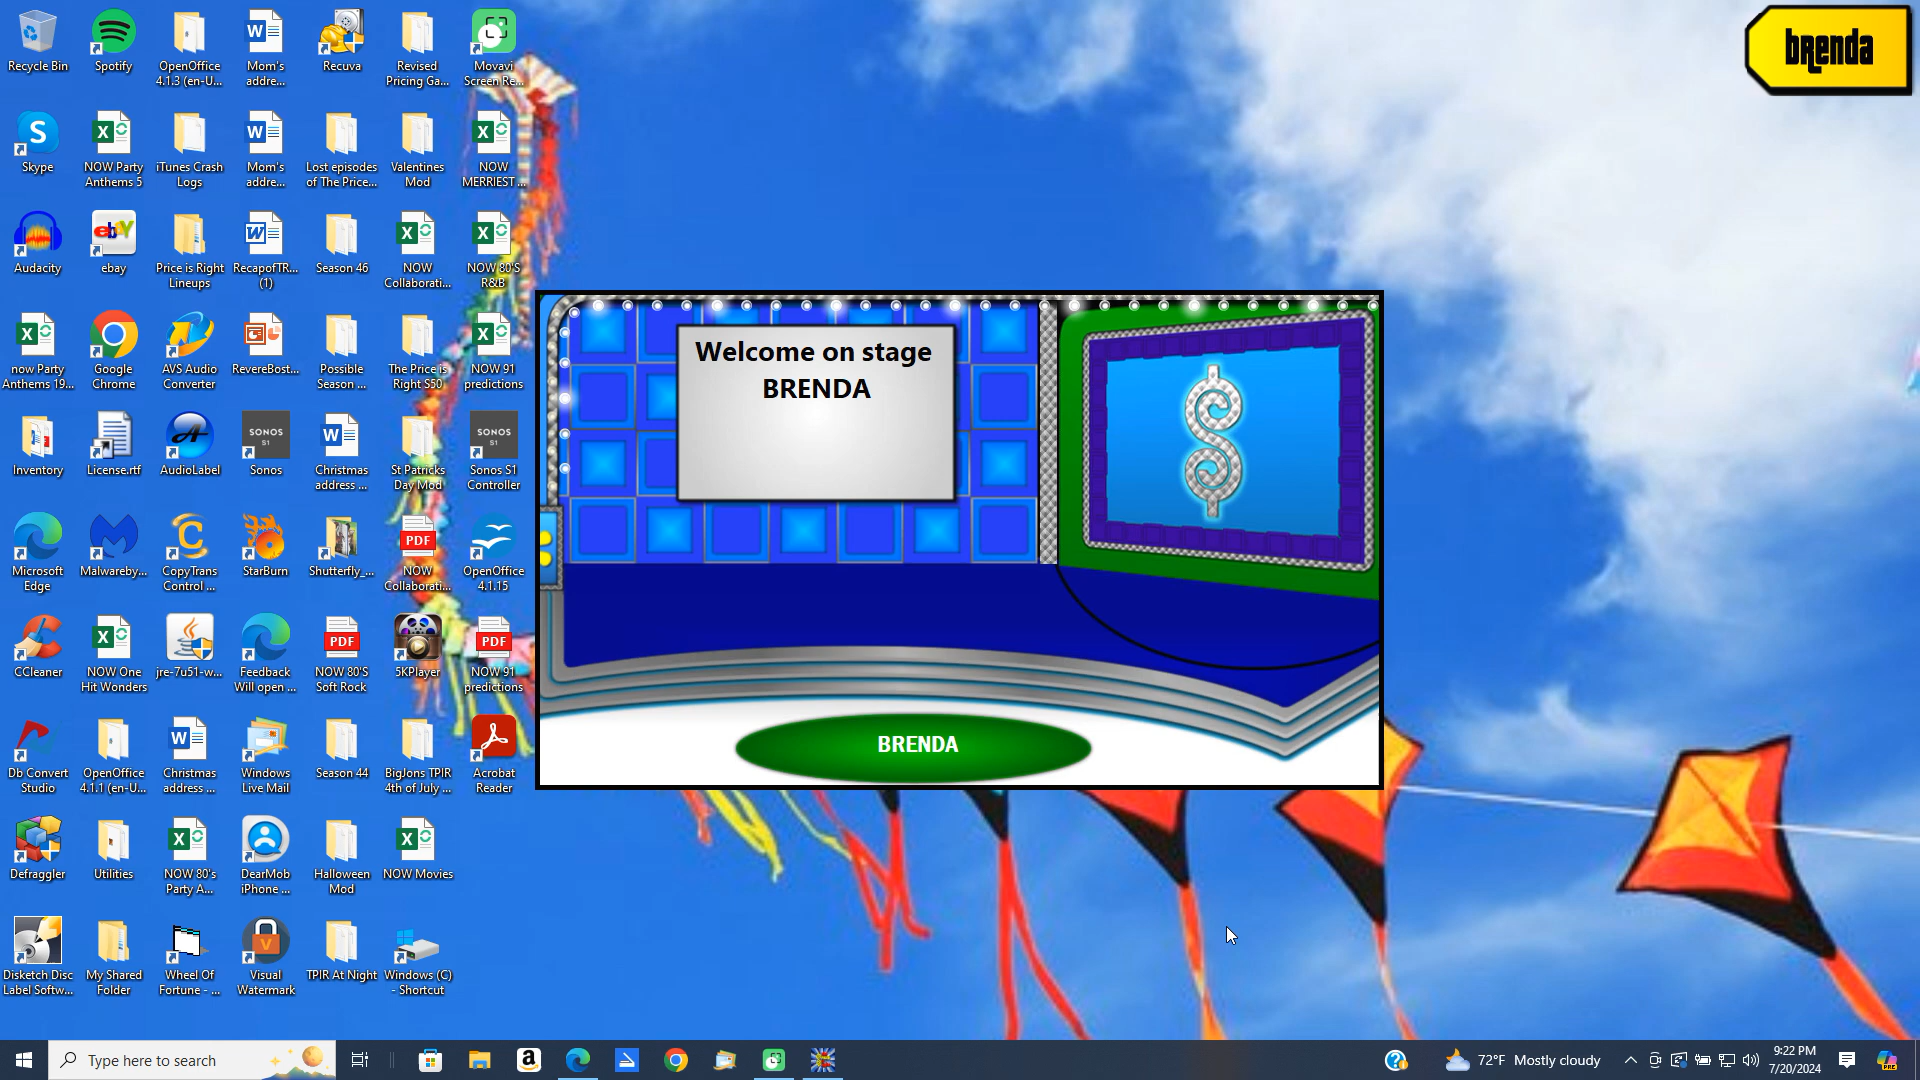 Recycle Bin
Spotify
OpenOffice
4.1.3 (en-U...
Mom's
addre...
Recuva
Revised
Pricing Ga...
Movavi
Screen Re...
brenda
Skype
NOW Party
Anthems 5
iTunes Crash
Logs
Mom's
addre...
Lost episodes
of The Price...
Valentines
Mod
NOW
MERRIEST ...
Audacity
ebay
Price is Right
Lineups
RecapofTR...
(1)
Season 46
NOW
Collaborati...
NOW 80'S
R&B
now Party
Anthems 19...
Google
Chrome
AVS Audio
Converter
RevereBost...
Possible
Season ...
The Price is
Right S50
NOW 91
predictions
Welcome on stage
BRENDA
Inventory
License.rtf
AudioLabel
SONOS
S1
Sonos
Christmas
address ...
St Patricks
Day Mod
SONOS
S1
Sonos S1
Controller
Microsoft
Edge
Malwareby...
CopyTrans
Control ...
StarBurn
Shutterfly_...
PDF
NOW
Collaborati...
OpenOffice
4.1.15
CCleaner
NOW One
Hit Wonders
jre-7u51-w...
Feedback
Will open ...
PDF
NOW 80'S
Soft Rock
5KPlayer
PDF
NOW 91
predictions
BRENDA
Db Convert
Studio
OpenOffice
4.1.1 (en-U...
Christmas
address ...
Windows
Live Mail
Season 44
BigJons TPIR
4th of July ...
Acrobat
Reader
Defraggler
Utilities
NOW 80's
Party A...
DearMob
iPhone ...
Halloween
Mod
NOW Movies
Disketch Disc
Label Softw...
My Shared
Folder
Wheel Of
Fortune - ...
Visual
Watermark
TPIR At Night
Windows (C)
- Shortcut
Type here to search
72°F Mostly cloudy
9:22 PM
7/20/2024